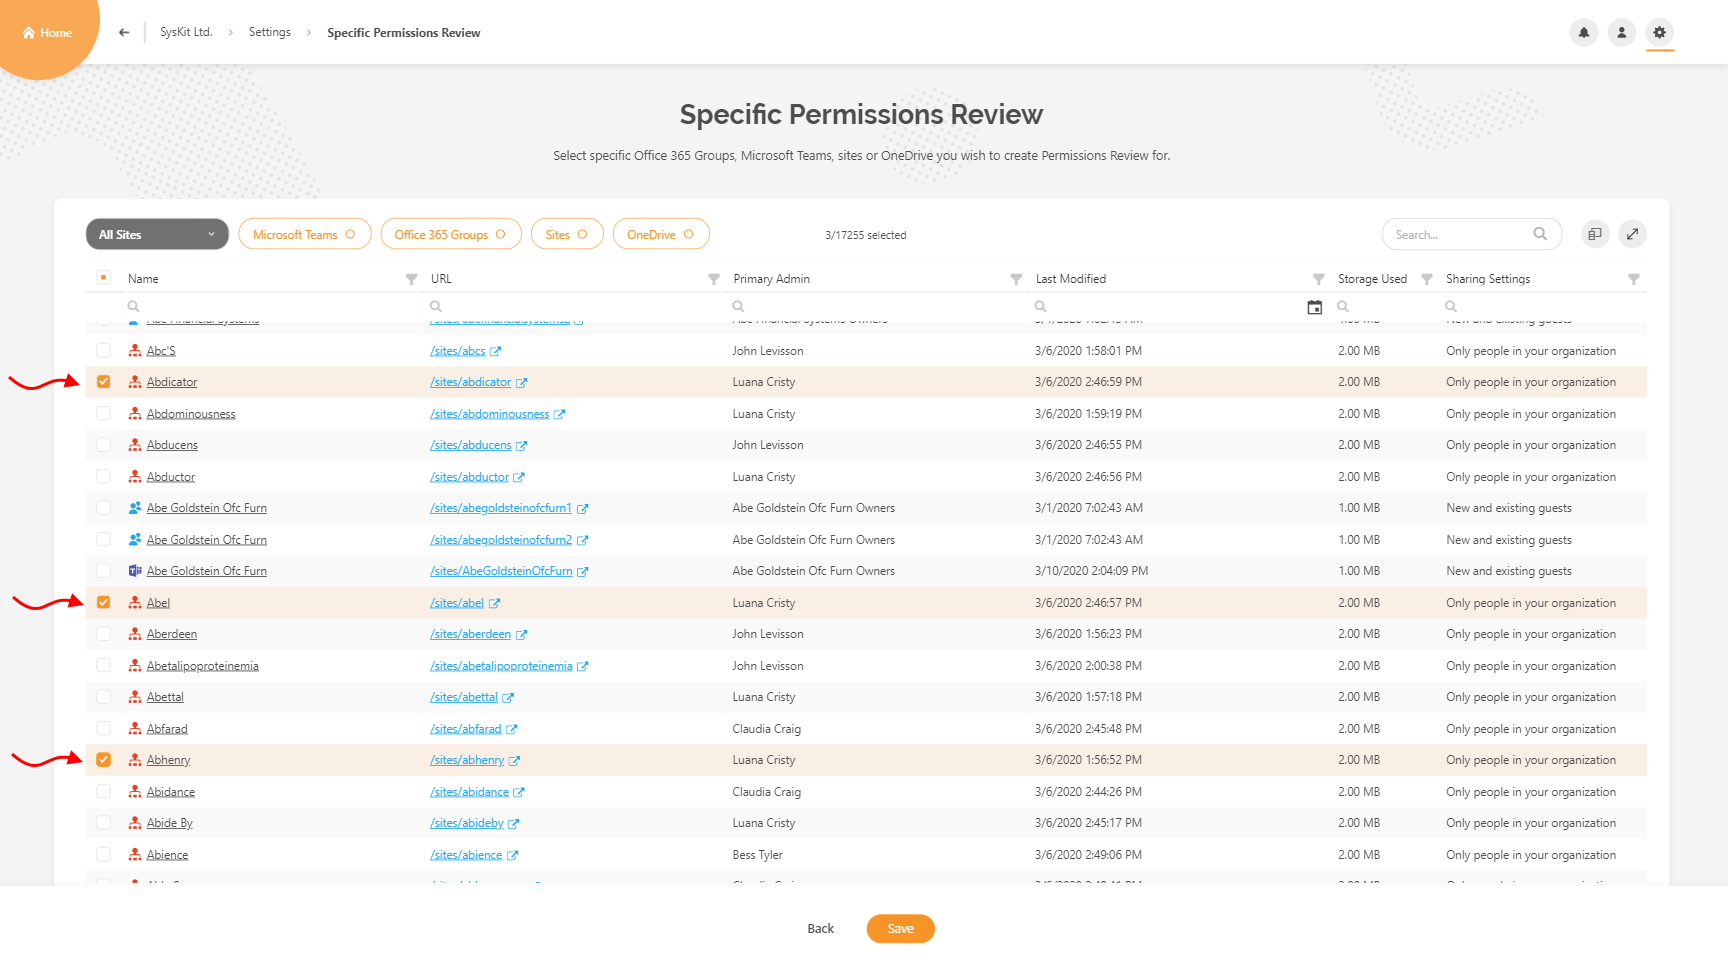 Home SysKit Ltd. Settings Specific Permissions Review
Specific Permissions Review
Select specific Office 365 Groups, Microsoft Teams, sites or OneDrive you wish to create Permissions Review for.
All Sites Microsoft Teams Office 365 Groups Sites OneDrive 3/17255 selected Search...
Name URL Primary Admin Last Modified Storage Used Sharing Settings
Abc'S /sites/abcs John Levisson 3/6/2020 1:58:01 PM 2.00 MB Only people in your organization
Abdicator /sites/abdicator Luana Cristy 3/6/2020 2:46:59 PM 2.00 MB Only people in your organization
Abdominousness /sites/abdominousness Luana Cristy 3/6/2020 1:59:19 PM 2.00 MB Only people in your organization
Abducens /sites/abducens John Levisson 3/6/2020 2:46:55 PM 2.00 MB Only people in your organization
Abductor /sites/abductor Luana Cristy 3/6/2020 2:46:56 PM 2.00 MB Only people in your organization
Abe Goldstein Ofc Furn /sites/abegoldsteinofcfurn1 Abe Goldstein Ofc Furn Owners 3/1/2020 7:02:43 AM 1.00 MB New and existing guests
Abe Goldstein Ofc Furn /sites/abegoldsteinofcfurn2 Abe Goldstein Ofc Furn Owners 3/1/2020 7:02:43 AM 1.00 MB New and existing guests
Abe Goldstein Ofc Furn /sites/AbeGoldsteinOfcFurn Abe Goldstein Ofc Furn Owners 3/10/2020 2:04:09 PM 1.00 MB New and existing guests
Abel /sites/abel Luana Cristy 3/6/2020 2:46:57 PM 2.00 MB Only people in your organization
Aberdeen /sites/aberdeen John Levisson 3/6/2020 1:56:23 PM 2.00 MB Only people in your organization
Abetalipoproteinemia /sites/abetalipoproteinemia John Levisson 3/6/2020 2:00:38 PM 2.00 MB Only people in your organization
Abettal /sites/abettal Luana Cristy 3/6/2020 1:57:18 PM 2.00 MB Only people in your organization
Abfarad /sites/abfarad Claudia Craig 3/6/2020 2:45:48 PM 2.00 MB Only people in your organization
Abhenry /sites/abhenry Luana Cristy 3/6/2020 1:56:52 PM 2.00 MB Only people in your organization
Abidance /sites/abidance Claudia Craig 3/6/2020 2:44:26 PM 2.00 MB Only people in your organization
Abide By /sites/abideby Luana Cristy 3/6/2020 2:45:17 PM 2.00 MB Only people in your organization
Abience /sites/abience Bess Tyler 3/6/2020 2:49:06 PM 2.00 MB Only people in your organization
Back Save